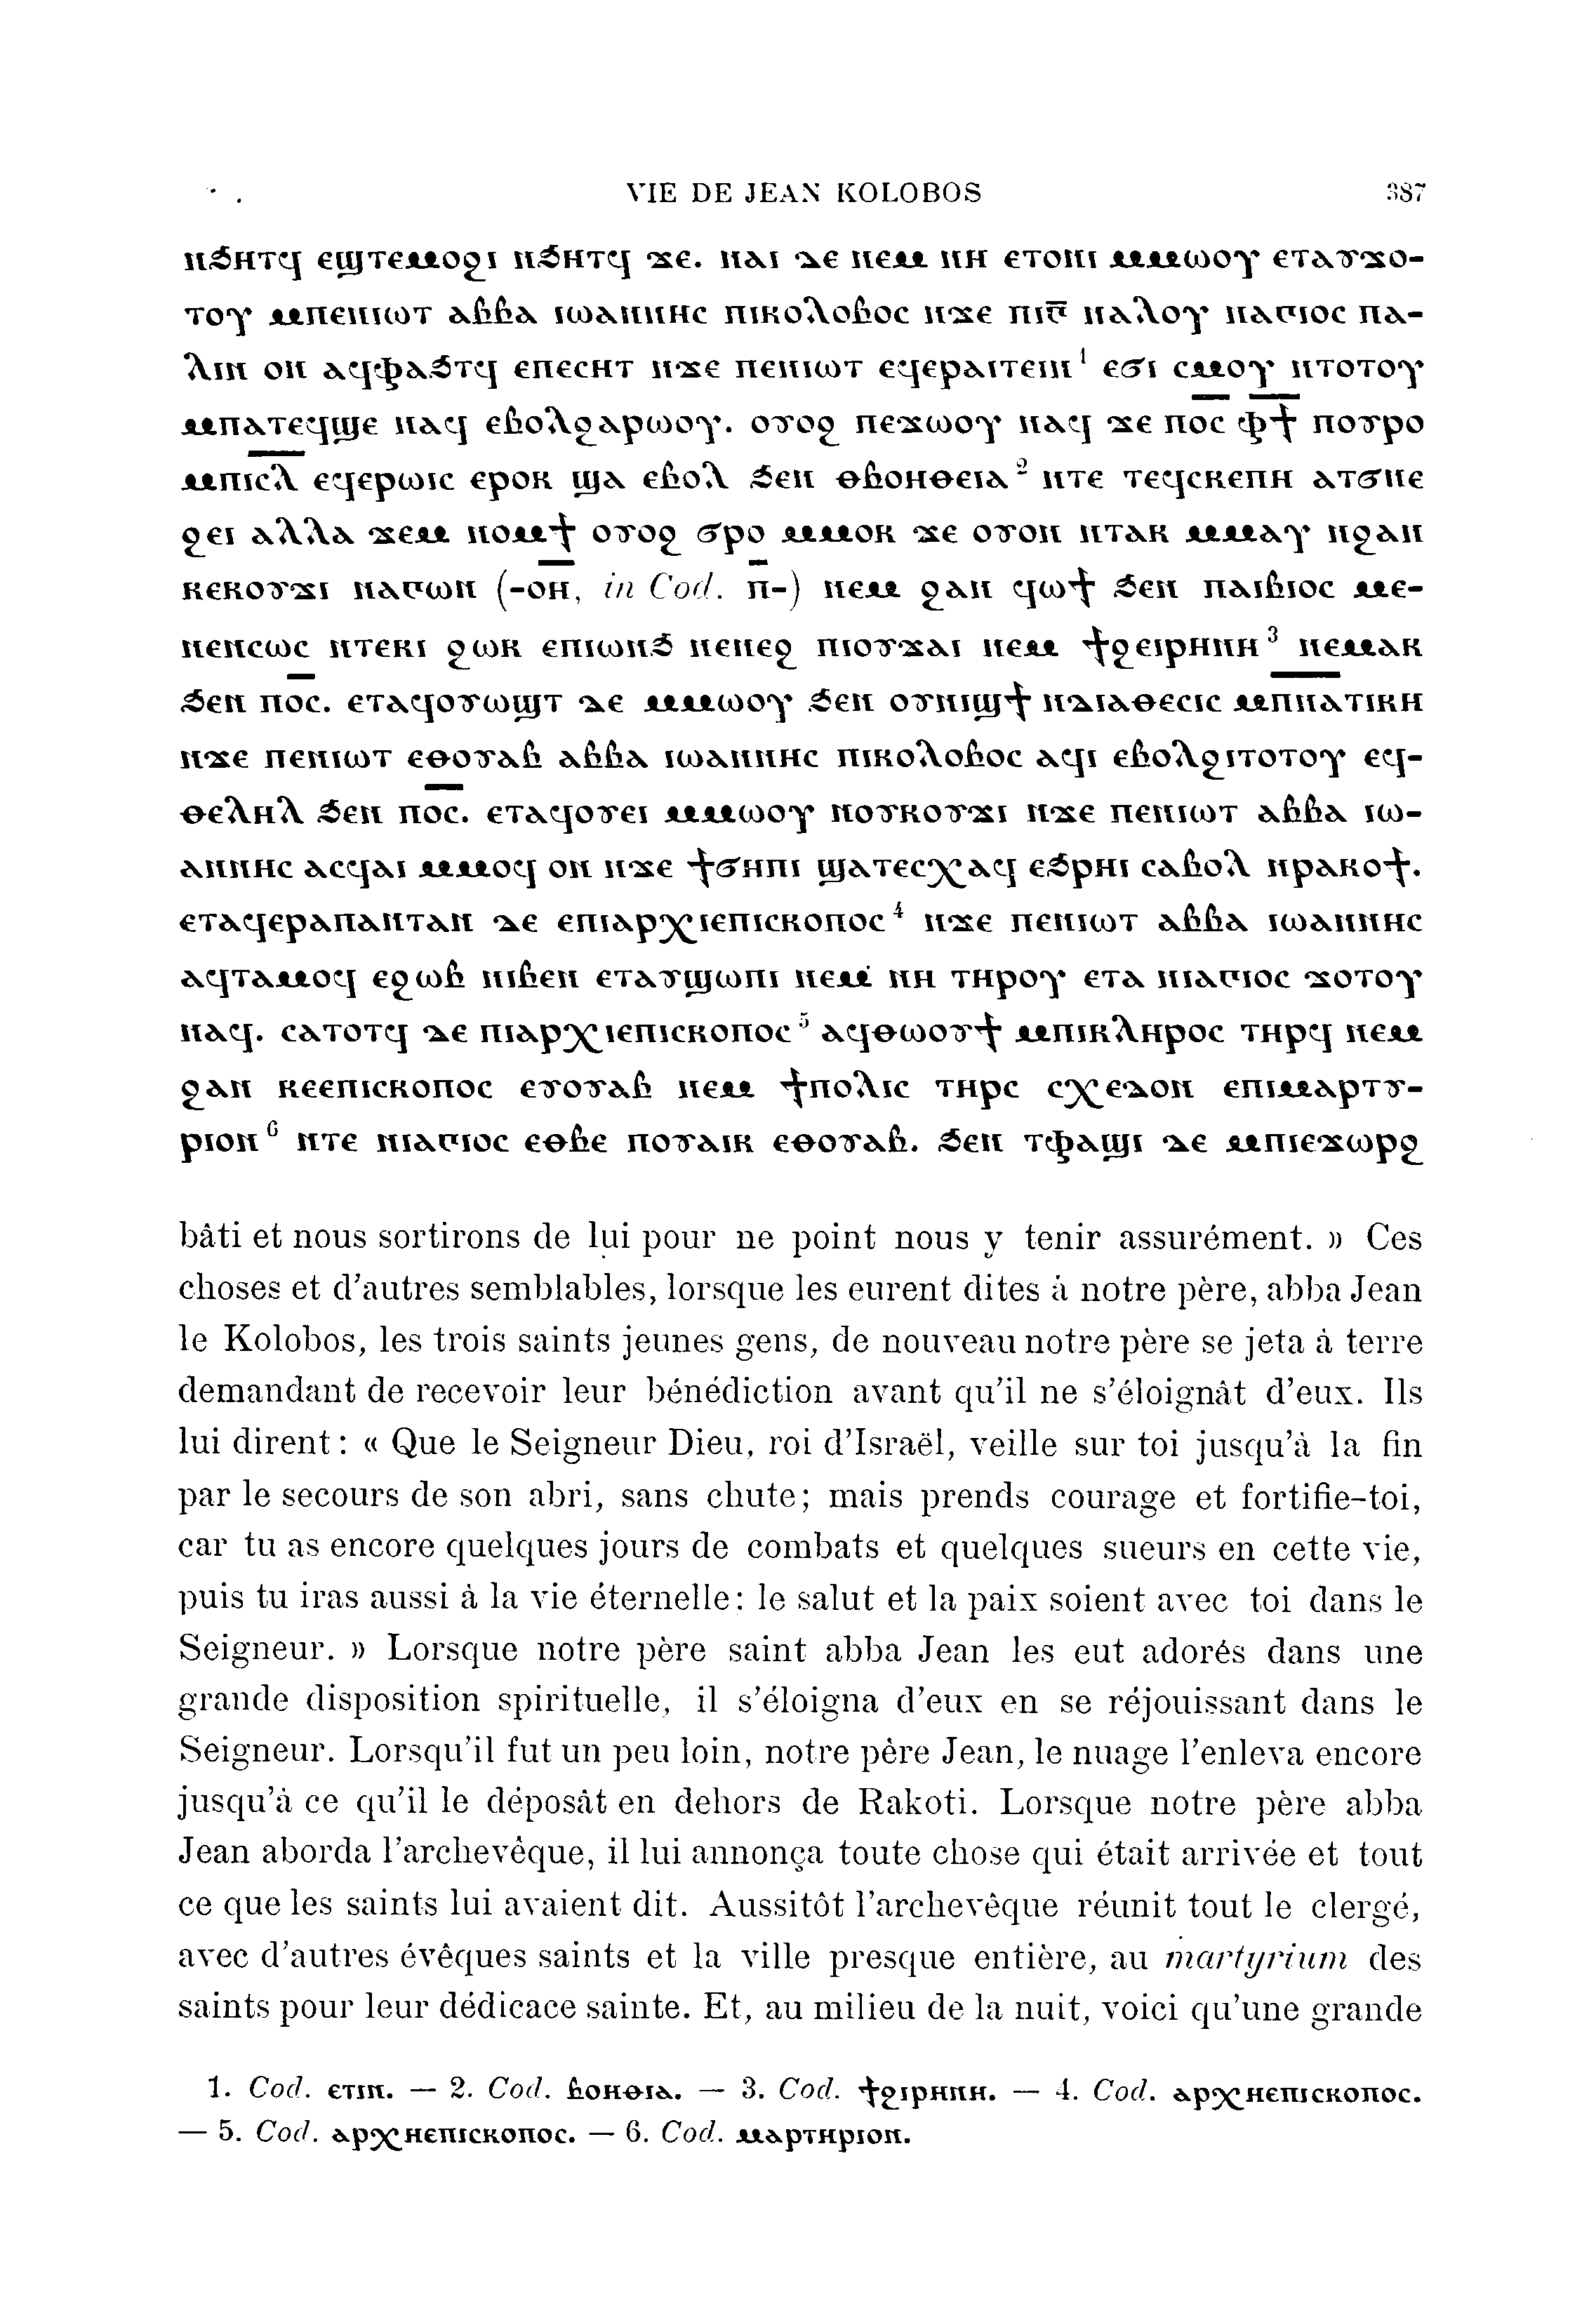 VIE DE JEAN KOLOBOS 387
ⲛϧⲏⲧϥ ⲉϣⲧⲉⲙⲟϩⲓ ⲛϧⲏⲧϥ ϫⲉ. ⲛⲁⲓ ⲇⲉ ⲛⲉⲙ ⲛⲏ ⲉⲧⲟⲛⲓ ⲙⲙⲱⲟⲩ ⲉⲧⲁⲩϫⲟ-
ⲧⲟⲩ ⲙⲡⲉⲛⲓⲱⲧ ⲁⲃⲃⲁ ⲓⲱⲁⲛⲛⲏⲥ ⲡⲓⲕⲟⲗⲟⲃⲟⲥ ⲛϫⲉ ⲡⲓⲅ̅ ⲛⲁⲗⲟⲩ ⲛⲁⲅⲓⲟⲥ ⲡⲁ-
ⲗⲓⲛ ⲟⲛ ⲁϥⲫⲁϧⲧϥ ⲉⲡⲉⲥⲏⲧ ⲛϫⲉ ⲡⲉⲛⲓⲱⲧ ⲉϥⲉⲣⲁⲓⲧⲉⲓⲛ¹ ⲉϭⲓ ⲥⲙⲟⲩ ⲛⲧⲟⲧⲟⲩ
ⲙⲡⲁⲧⲉϥϣⲉ ⲛⲁϥ ⲉⲃⲟⲗϩⲁⲣⲱⲟⲩ. ⲟⲩⲟϩ ⲡⲉϫⲱⲟⲩ ⲛⲁϥ ϫⲉ ⲡ̅ⲟ̅ⲥ̅ ⲫ̅ϯ̅ ⲡⲟⲩⲣⲟ
ⲙⲡⲓ̅ⲥ̅ⲗ̅ ⲉϥⲉⲣⲱⲓⲥ ⲉⲣⲟⲕ ϣⲁ ⲉⲃⲟⲗ ϧⲉⲛ ⲑⲃⲟⲏⲑⲉⲓⲁ² ⲛⲧⲉ ⲧⲉϥⲥⲕⲉⲡⲏ ⲁⲧϭⲛⲉ
ϩⲉⲓ ⲁⲗⲗⲁ ϫⲉⲙ ⲛⲟⲙϯ ⲟⲩⲟϩ ϭⲣⲟ ⲙⲙⲟⲕ ϫⲉ ⲟⲩⲟⲛ ⲛⲧⲁⲕ ⲙⲙⲁⲩ ⲛϩⲁⲛ
ⲕⲉⲕⲟⲩϫⲓ ⲛⲁⲅⲱⲛ (-ⲟ̅ⲏ̅, in Cod. ⲡ̅-) ⲛⲉⲙ ϩⲁⲛ ϥⲱϯ ϧⲉⲛ ⲡⲁⲓⲃⲓⲟⲥ ⲙⲉ-
ⲛⲉⲛⲥⲱⲥ ⲛⲧⲉⲕⲓ ϩⲱⲕ ⲉⲡⲓⲱⲛϧ ⲛⲉⲛⲉϩ ⲡⲓⲟⲩϫⲁⲓ ⲛⲉⲙ ϯϩⲉⲓⲣⲏⲛⲏ³ ⲛⲉⲙⲁⲕ
ϧⲉⲛ ⲡ̅ⲟ̅ⲥ̅. ⲉⲧⲁϥⲟⲩⲱϣⲧ ⲇⲉ ⲙⲙⲱⲟⲩ ϧⲉⲛ ⲟⲩⲛⲓϣϯ ⲛⲇⲓⲁⲑⲉⲥⲓⲥ ⲙⲡ̅ⲛ̅ⲁ̅ⲧⲓⲕⲏ
ⲛϫⲉ ⲡⲉⲛⲓⲱⲧ ⲉⲑⲟⲩⲁⲃ ⲁⲃⲃⲁ ⲓⲱⲁⲛⲛⲏⲥ ⲡⲓⲕⲟⲗⲟⲃⲟⲥ ⲁϥⲓ ⲉⲃⲟⲗϩⲓⲧⲟⲧⲟⲩ ⲉϥ-
ⲑⲉⲗⲏⲗ ϧⲉⲛ ⲡ̅ⲟ̅ⲥ̅. ⲉⲧⲁϥⲟⲩⲉⲓ ⲙⲙⲱⲟⲩ ⲛⲟⲩⲕⲟⲩϫⲓ ⲛϫⲉ ⲡⲉⲛⲓⲱⲧ ⲁⲃⲃⲁ ⲓⲱ-
ⲁⲛⲛⲏⲥ ⲁⲥϥⲁⲓ ⲙⲙⲟϥ ⲟⲛ ⲛϫⲉ ϯϭⲏⲡⲓ ϣⲁⲧⲉⲥⲭⲁϥ ⲉϧⲣⲏⲓ ⲥⲁⲃⲟⲗ ⲛⲣⲁⲕⲟϯ.
ⲉⲧⲁϥⲉⲣⲁⲡⲁⲛⲧⲁⲛ ⲇⲉ ⲉⲡⲓⲁⲣⲭⲓⲉⲡⲓⲥⲕⲟⲡⲟⲥ⁴ ⲛϫⲉ ⲡⲉⲛⲓⲱⲧ ⲁⲃⲃⲁ ⲓⲱⲁⲛⲛⲏⲥ
ⲁϥⲧⲁⲙⲟϥ ⲉϩⲱⲃ ⲛⲓⲃⲉⲛ ⲉⲧⲁⲩϣⲱⲡⲓ ⲛⲉⲙ ⲛⲏ ⲧⲏⲣⲟⲩ ⲉⲧⲁ ⲛⲓⲁⲅⲓⲟⲥ ϫⲟⲧⲟⲩ
ⲛⲁϥ. ⲥⲁⲧⲟⲧϥ ⲇⲉ ⲡⲓⲁⲣⲭⲓⲉⲡⲓⲥⲕⲟⲡⲟⲥ⁵ ⲁϥⲑⲱⲟⲩϯ ⲙⲡⲓⲕⲗⲏⲣⲟⲥ ⲧⲏⲣϥ ⲛⲉⲙ
ϩⲁⲛ ⲕⲉⲉⲡⲓⲥⲕⲟⲡⲟⲥ ⲉⲩⲟⲩⲁⲃ ⲛⲉⲙ ϯⲡⲟⲗⲓⲥ ⲧⲏⲣⲥ ⲥⲭⲉⲇⲟⲛ ⲉⲡⲓⲙⲁⲣⲧⲩ-
ⲣⲓⲟⲛ⁶ ⲛⲧⲉ ⲛⲓⲁⲅⲓⲟⲥ ⲉⲑⲃⲉ ⲡⲟⲩⲁⲓⲕ ⲉⲑⲟⲩⲁⲃ. ϧⲉⲛ ⲧⲫⲁϣⲓ ⲇⲉ ⲙⲡⲓⲉϫⲱⲣϩ
bâti et nous sortirons de lui pour ne point nous y tenir assurément. » Ces
choses et d'autres semblables, lorsque les eurent dites à notre père, abba Jean
le Kolobos, les trois saints jeunes gens, de nouveau notre père se jeta à terre
demandant de recevoir leur bénédiction avant qu'il ne s'éloignât d'eux. Ils
lui dirent : « Que le Seigneur Dieu, roi d'Israël, veille sur toi jusqu'à la fin
par le secours de son abri, sans chute; mais prends courage et fortifie-toi,
car tu as encore quelques jours de combats et quelques sueurs en cette vie,
puis tu iras aussi à la vie éternelle: le salut et la paix soient avec toi dans le
Seigneur. » Lorsque notre père saint abba Jean les eut adorés dans une
grande disposition spirituelle, il s'éloigna d'eux en se réjouissant dans le
Seigneur. Lorsqu'il fut un peu loin, notre père Jean, le nuage l'enleva encore
jusqu'à ce qu'il le déposât en dehors de Rakoti. Lorsque notre père abba
Jean aborda l'archevêque, il lui annonça toute chose qui était arrivée et tout
ce que les saints lui avaient dit. Aussitôt l'archevêque réunit tout le clergé,
avec d'autres évêques saints et la ville presque entière, au martyrium des
saints pour leur dédicace sainte. Et, au milieu de la nuit, voici qu'une grande
1. Cod. ⲉⲧⲓⲛ. — 2. Cod. ⲃⲟⲏⲑⲓⲁ. — 3. Cod. ϯϩⲓⲣⲏⲛⲏ. — 4. Cod. ⲁⲣⲭⲏⲉⲡⲓⲥⲕⲟⲡⲟⲥ.
— 5. Cod. ⲁⲣⲭⲏⲉⲡⲓⲥⲕⲟⲡⲟⲥ. — 6. Cod. ⲙⲁⲣⲧⲏⲣⲓⲟⲛ.